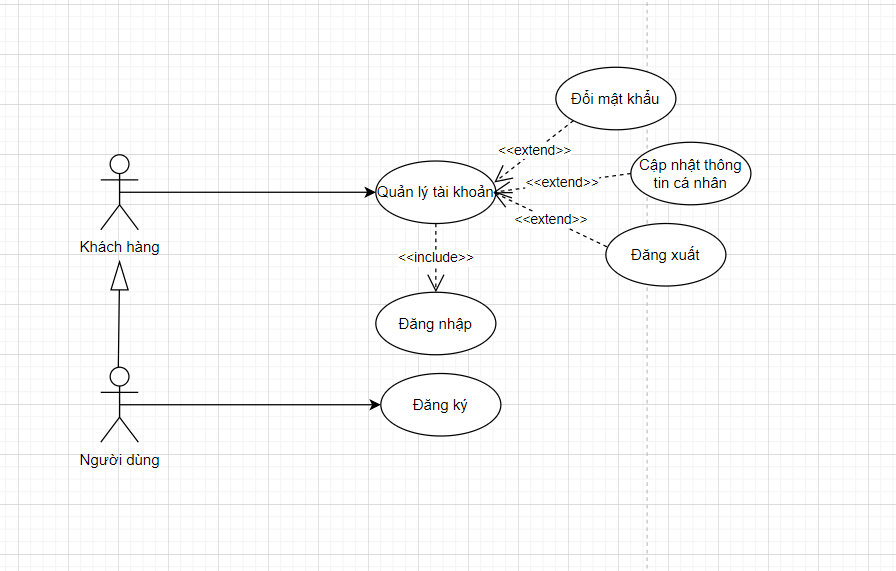 Đổi mật khẩu
<<extend>>
Cập nhật thông
tin cá nhân
<<extend>>
Quản lý tài khoản
<<extend>>
Khách hàng
Đăng xuất
<<include>>
Đăng nhập
Đăng ký
Người dùng